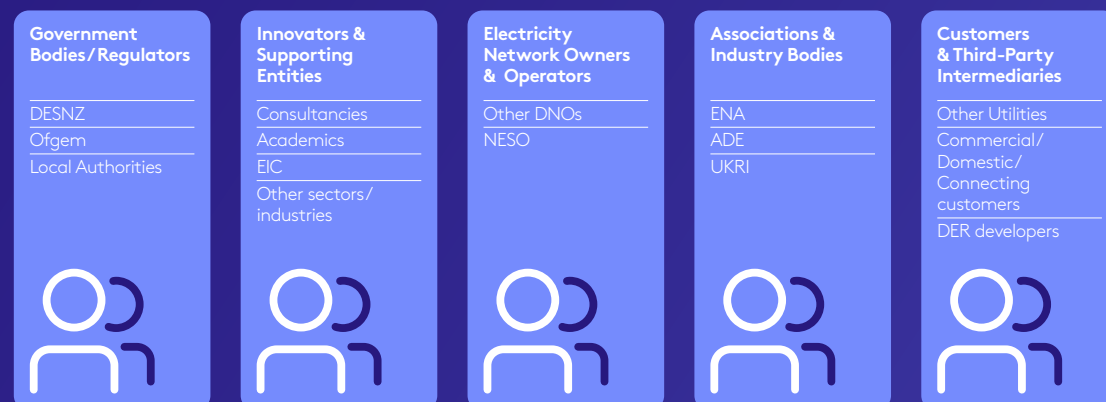 Government
Bodies/Regulators
DESNZ
Ofgem
Local Authorities
Innovators &
Supporting
Entities
Consultancies
Academics
EIC
Other sectors/
industries
Electricity
Network Owners
& Operators
Other DNOs
NESO
Associations &
Industry Bodies
ENA
ADE
UKRI
Customers
& Third-Party
Intermediaries
Other Utilities
Commercial/
Domestic/
Connecting
customers
DER developers